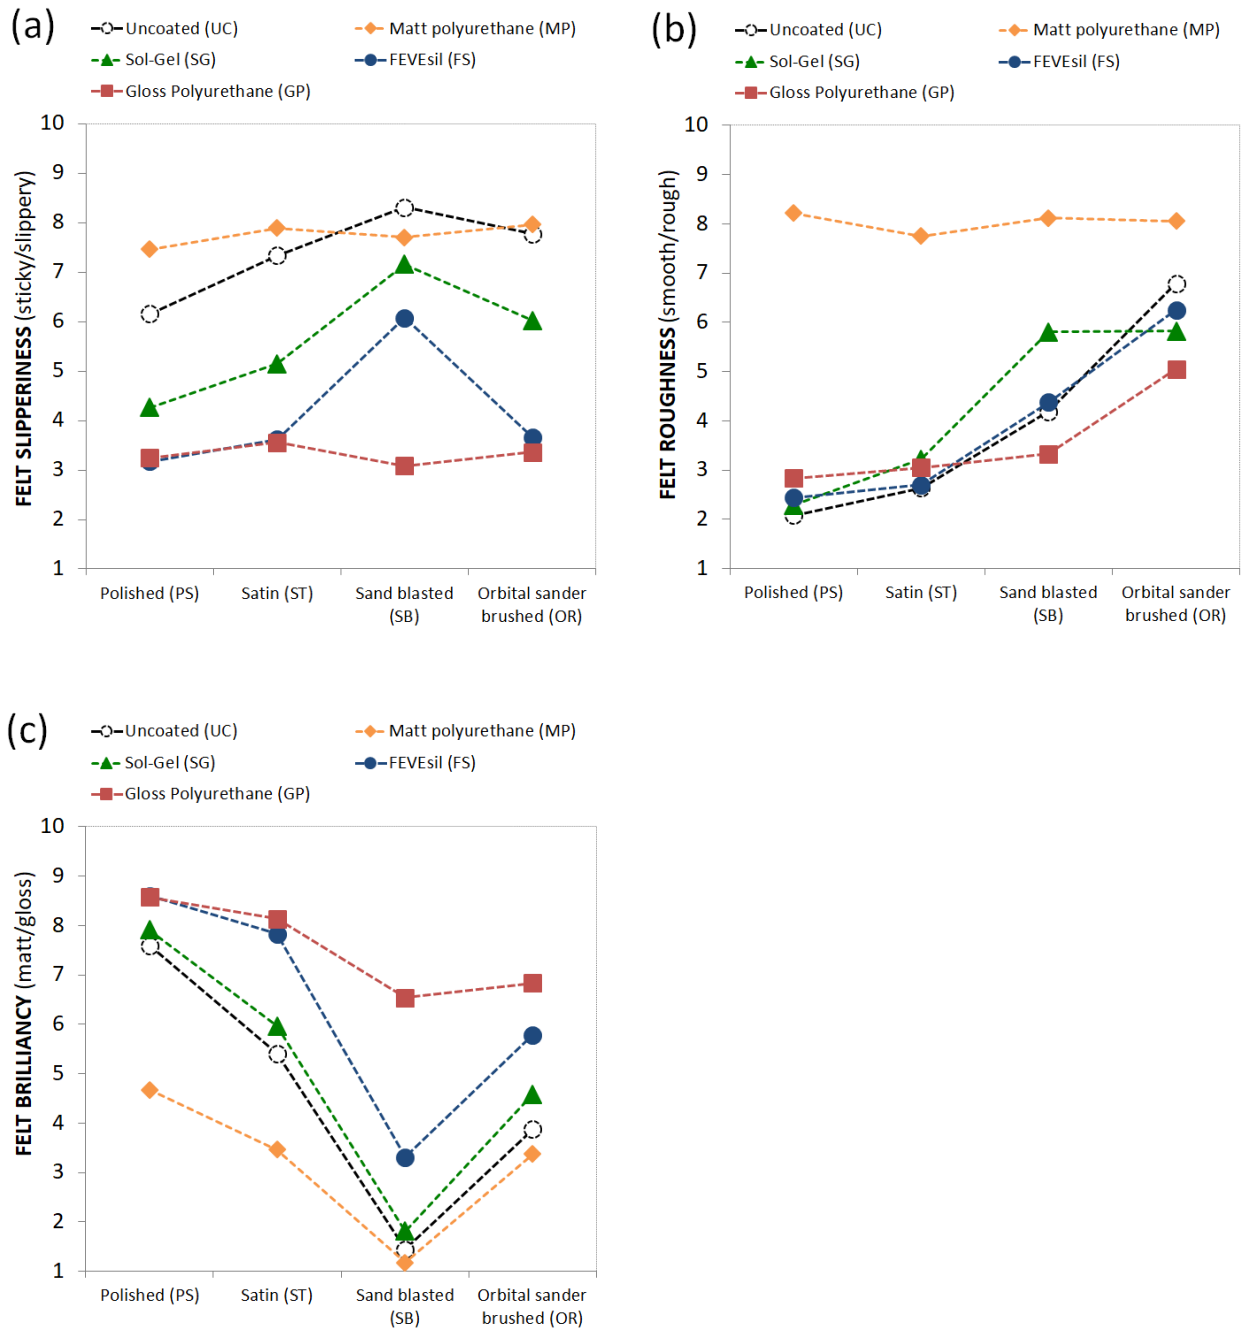 (a)
Uncoated (UC)
Matt polyurethane (MP)
Sol-Gel (SG)
FEVEsil (FS)
Gloss Polyurethane (GP)
10
9
8
7
6
5
4
3
2
1
FELT SLIPPERINESS (sticky/slippery)
Polished (PS)
Satin (ST)
Sand blasted
(SB)
Orbital sander
brushed (OR)
(b)
Uncoated (UC)
Matt polyurethane (MP)
Sol-Gel (SG)
FEVEsil (FS)
Gloss Polyurethane (GP)
10
9
8
7
6
5
4
3
2
1
FELT ROUGHNESS (smooth/rough)
Polished (PS)
Satin (ST)
Sand blasted
(SB)
Orbital sander
brushed (OR)
(c)
Uncoated (UC)
Matt polyurethane (MP)
Sol-Gel (SG)
FEVEsil (FS)
Gloss Polyurethane (GP)
10
9
8
7
6
5
4
3
2
1
FELT BRILLIANCY (matt/gloss)
Polished (PS)
Satin (ST)
Sand blasted
(SB)
Orbital sander
brushed (OR)